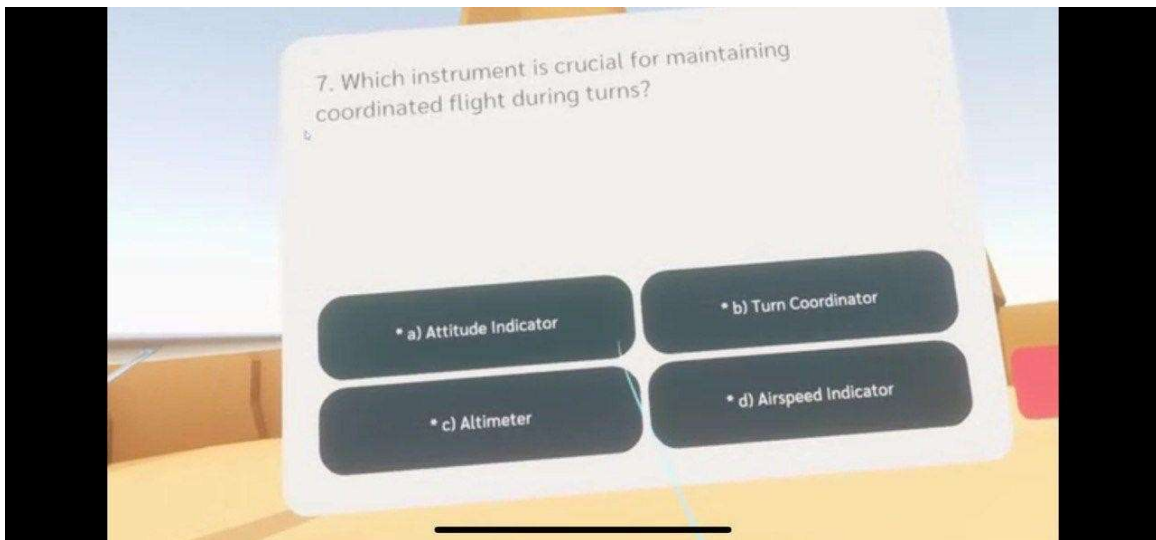 7. Which instrument is crucial for maintaining
coordinated flight during turns?
* a) Attitude Indicator
* b) Turn Coordinator
* c) Altimeter
* d) Airspeed Indicator